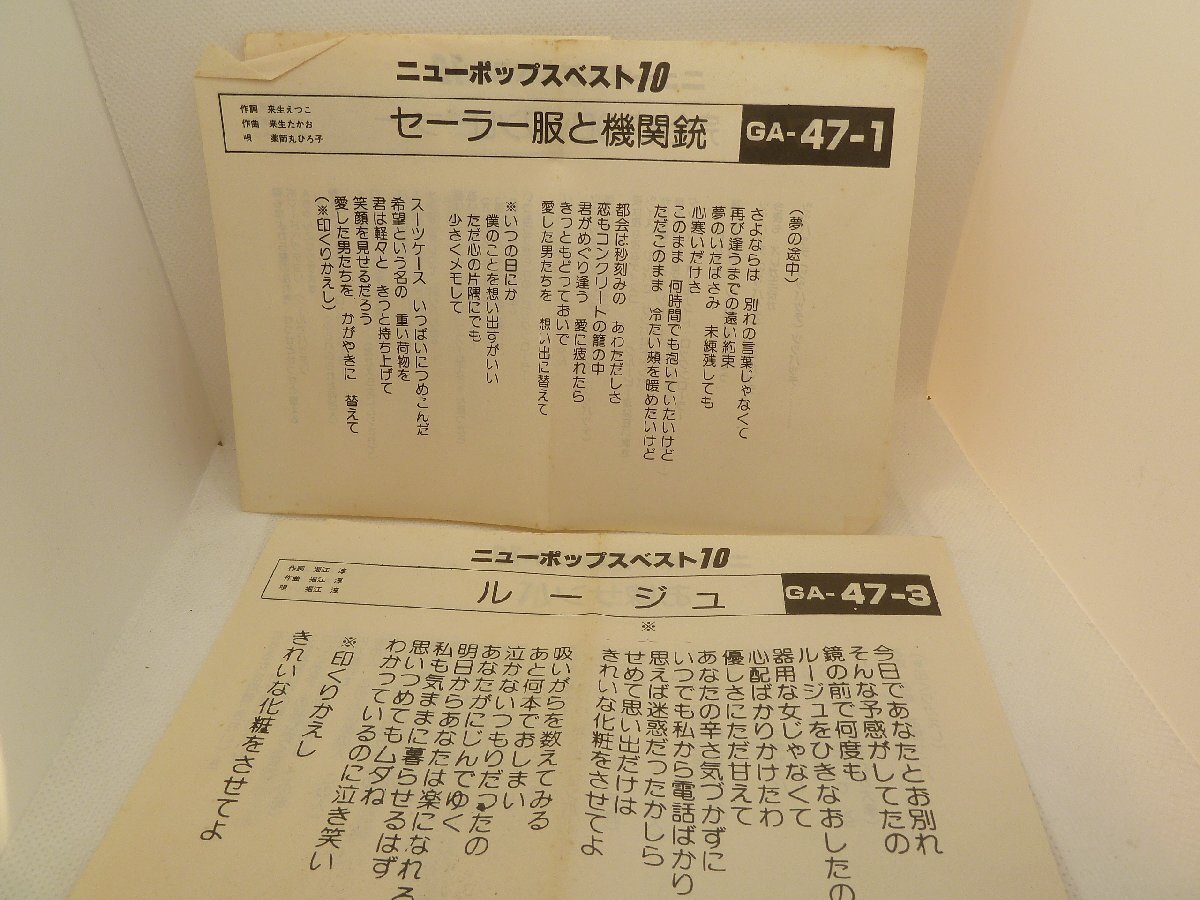 ニューポップスベスト10
作詞 来生えつこ
作曲 来生たかお
唄 薬師丸ひろ子
セーラー服と機関銃
GA-47-1
(夢の途中)
さよならは 別れの言葉じゃなくて
再び逢うまでの遠い約束
夢のいたばさみ 未練残しても
心寒いだけさ
このまま 何時間でも抱いていたいけど
ただこのまま 冷たい頬を暖めたいけど
都会は秒刻みの あわただしさ
恋もコンクリートの籠の中
君がめぐり逢う 愛に疲れたら
きっともどっておいで
愛した男たちを 想い出に替えて
※いつの日にか
僕のことを想い出すがいい
ただ心の片隅にでも
少さくメモして
スーツケース いっぱいにつめこんだ
希望という名の 重い荷物を
君は軽々と きっと持ち上げて
笑顔を見せるだろう
愛した男たちを かがやきに 替えて
(※印くりかえし)
ニューポップスベスト10
作詞 堀江 淳
作曲 堀江 淳
唄 堀江 淳
ルージュ
GA-47-3
今日であなたとお別れ
そんな予感がしてたの
鏡の前で何度も
ルージュをひきなおしたの
器用な女じゃなくて
心配ばかりかけたわ
優しさにただ甘えて
あなたの辛さ気づかずに
いつでも私から電話ばかり
思えば迷惑だったかしら
※せめて思い出だけは
きれいな化粧をさせてよ
吸いがらを数えてみる
あと何本でおしまい
泣かないつもりだったの
あなたがにじんでゆく
明日からあなたは楽になれる
私も気ままに暮らせるはず
思いつめてもムダね
わかっているのに泣き笑い
※印くりかえし
きれいな化粧をさせてよ